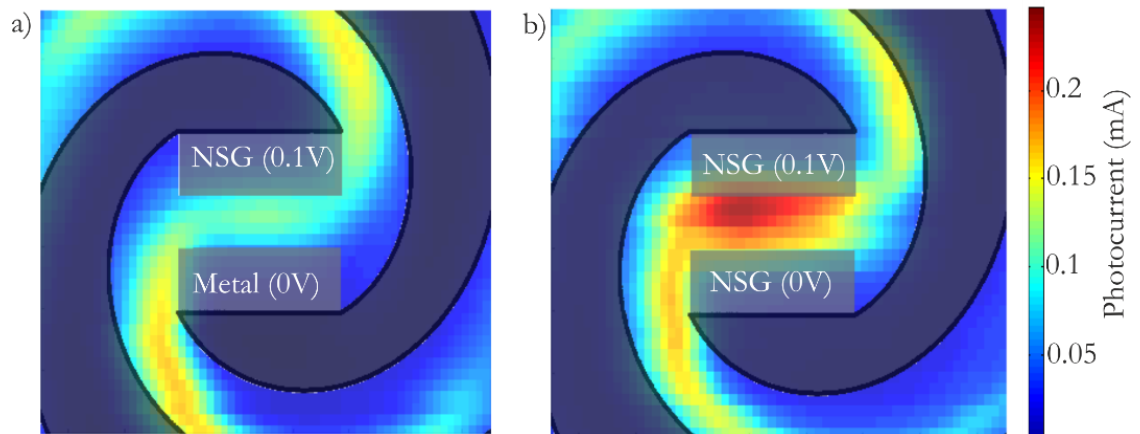 a)
NSG (0.1V)
Metal (0V)
b)
NSG (0.1V)
NSG (0V)
0.2
0.15
0.1
0.05
Photocurrent (mA)